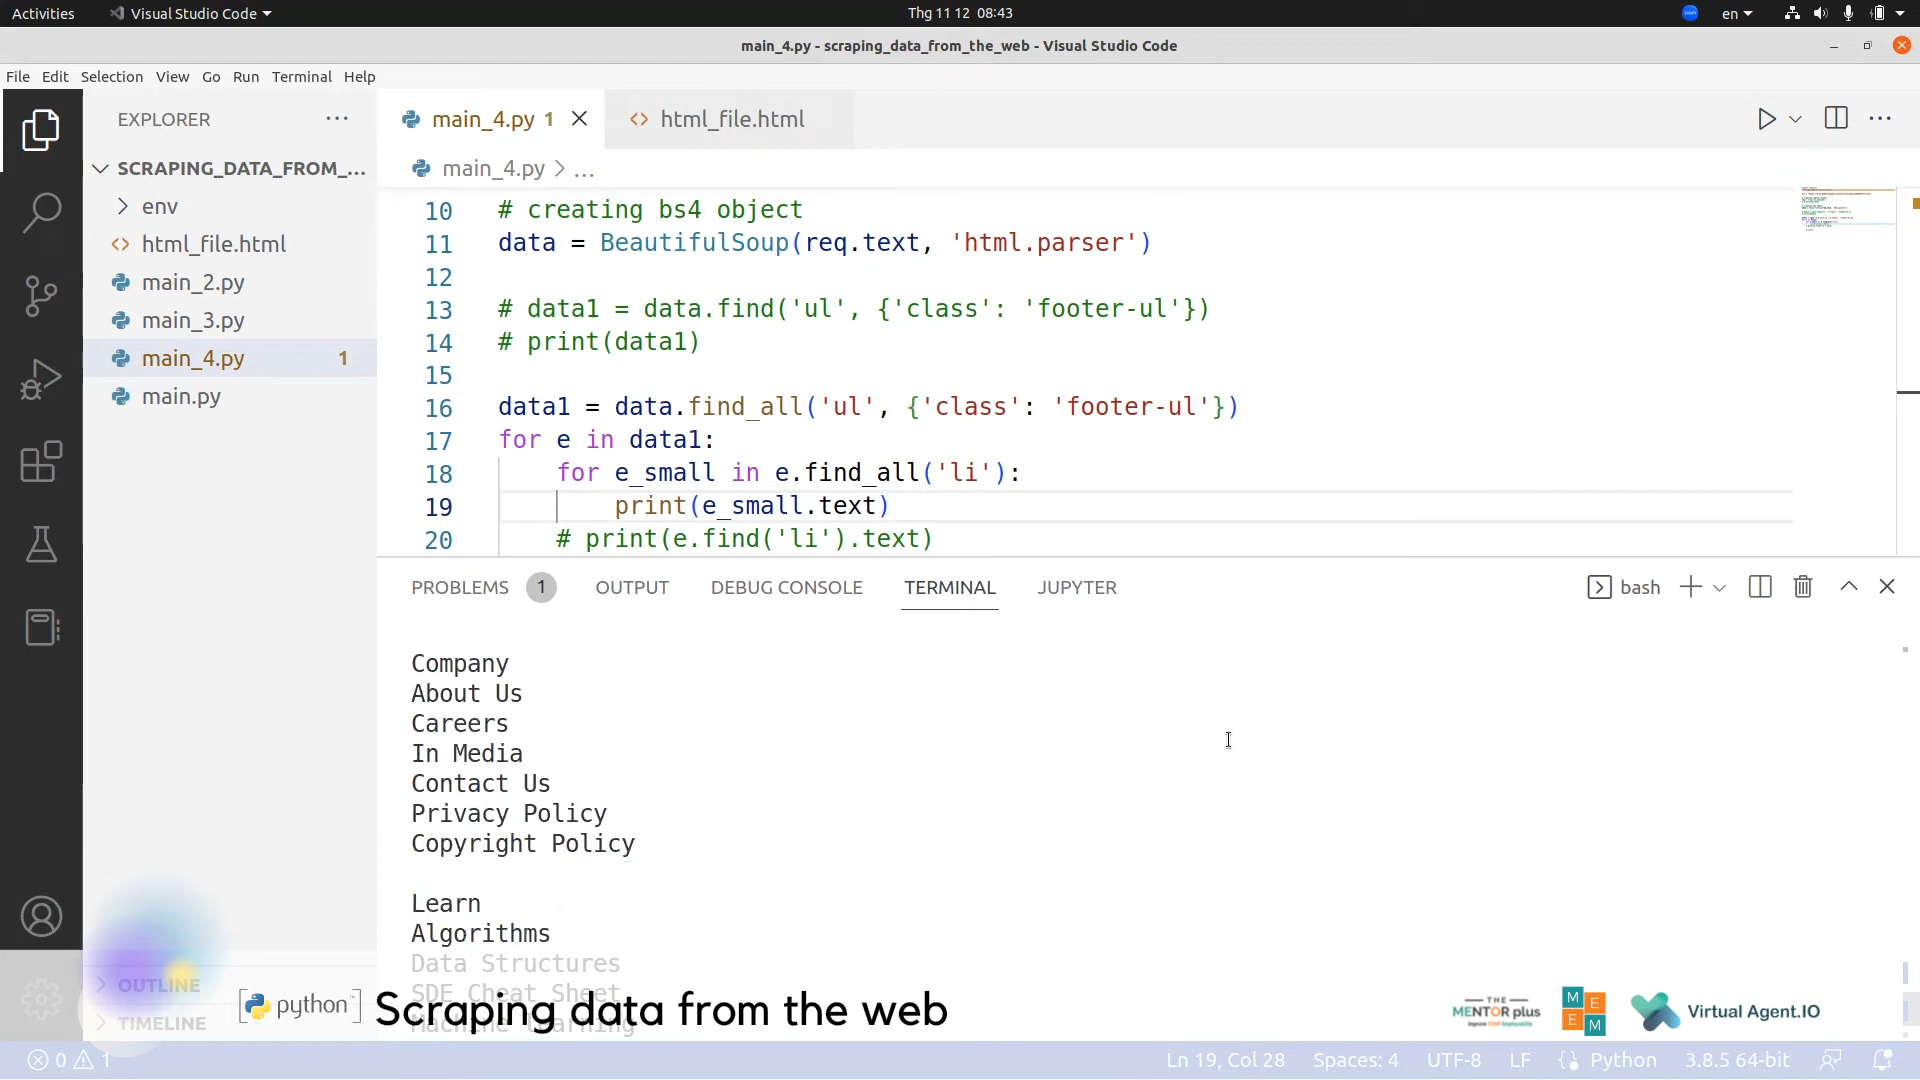 Activities
Visual Studio Code
Thg 11 12 08:43
en
main_4.py - scraping_data_from_the_web - Visual Studio Code
File Edit Selection View Go Run Terminal Help
EXPLORER
main_4.py 1
html_file.html
SCRAPING_DATA_FROM_...
main_4.py > ...
env
html_file.html
main_2.py
main_3.py
main_4.py 1
main.py
10 # creating bs4 object
11 data = BeautifulSoup(req.text, 'html.parser')
12
13 # data1 = data.find('ul', {'class': 'footer-ul'})
14 # print(data1)
15
16 data1 = data.find_all('ul', {'class': 'footer-ul'})
17 for e in data1:
18 for e_small in e.find_all('li'):
19 print(e_small.text)
20 # print(e.find('li').text)
PROBLEMS 1 OUTPUT DEBUG CONSOLE TERMINAL JUPYTER
bash
Company
About Us
Careers
In Media
Contact Us
Privacy Policy
Copyright Policy
Learn
Algorithms
Data Structures
SDE Cheat Sheet
Machine learning
OUTLINE
TIMELINE
python
Scraping data from the web
THE
MENTOR plus
M E
E M
Virtual Agent.IO
0 1
Ln 19, Col 28 Spaces: 4 UTF-8 LF Python 3.8.5 64-bit